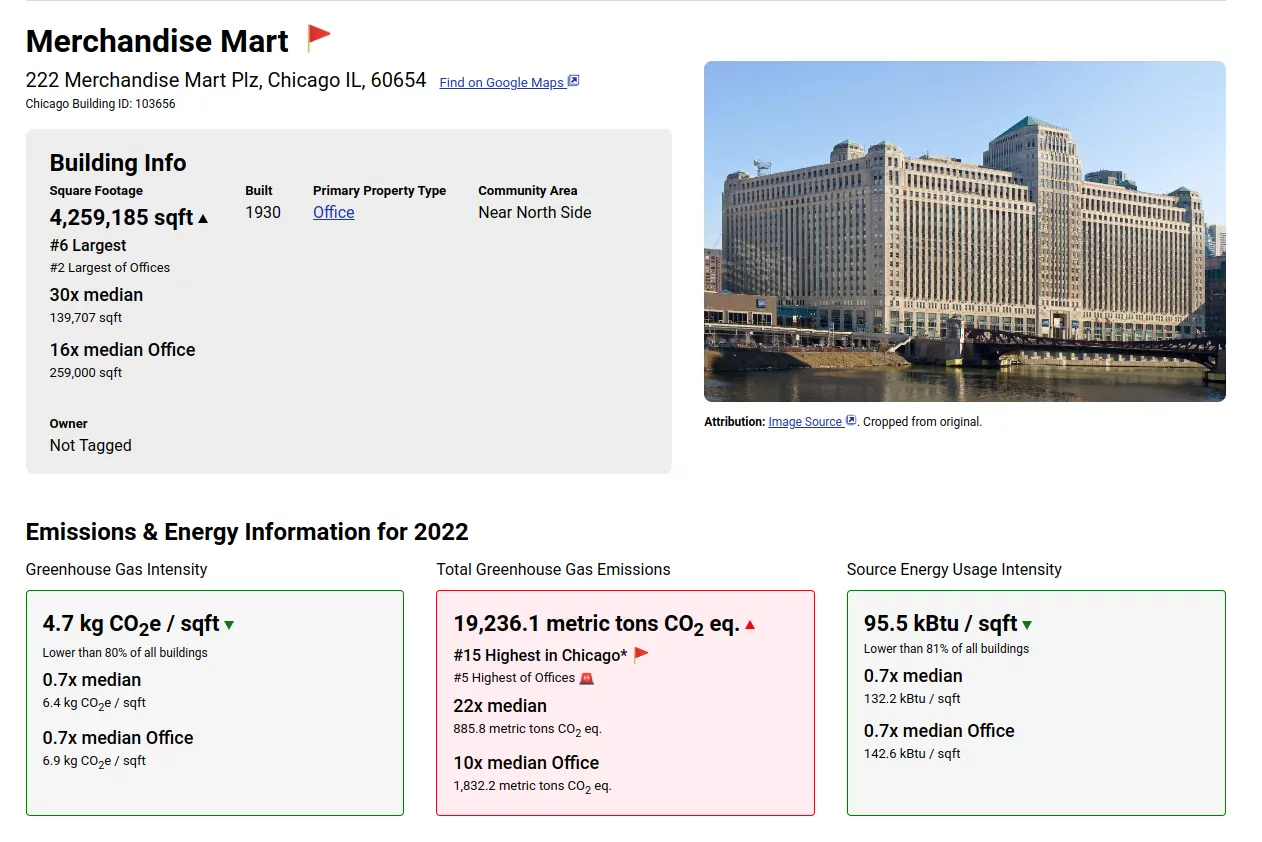 Merchandise Mart
222 Merchandise Mart Plz, Chicago IL, 60654 Find on Google Maps
Chicago Building ID: 103656
Building Info
Square Footage
4,259,185 sqft
#6 Largest
#2 Largest of Offices
30x median
139,707 sqft
16x median Office
259,000 sqft
Built
1930
Primary Property Type
Office
Community Area
Near North Side
Owner
Not Tagged
Attribution: Image Source. Cropped from original.
Emissions & Energy Information for 2022
Greenhouse Gas Intensity
4.7 kg CO2e / sqft
Lower than 80% of all buildings
0.7x median
6.4 kg CO2e / sqft
0.7x median Office
6.9 kg CO2e / sqft
Total Greenhouse Gas Emissions
19,236.1 metric tons CO2 eq.
#15 Highest in Chicago*
#5 Highest of Offices
22x median
885.8 metric tons CO2 eq.
10x median Office
1,832.2 metric tons CO2 eq.
Source Energy Usage Intensity
95.5 kBtu / sqft
Lower than 81% of all buildings
0.7x median
132.2 kBtu / sqft
0.7x median Office
142.6 kBtu / sqft